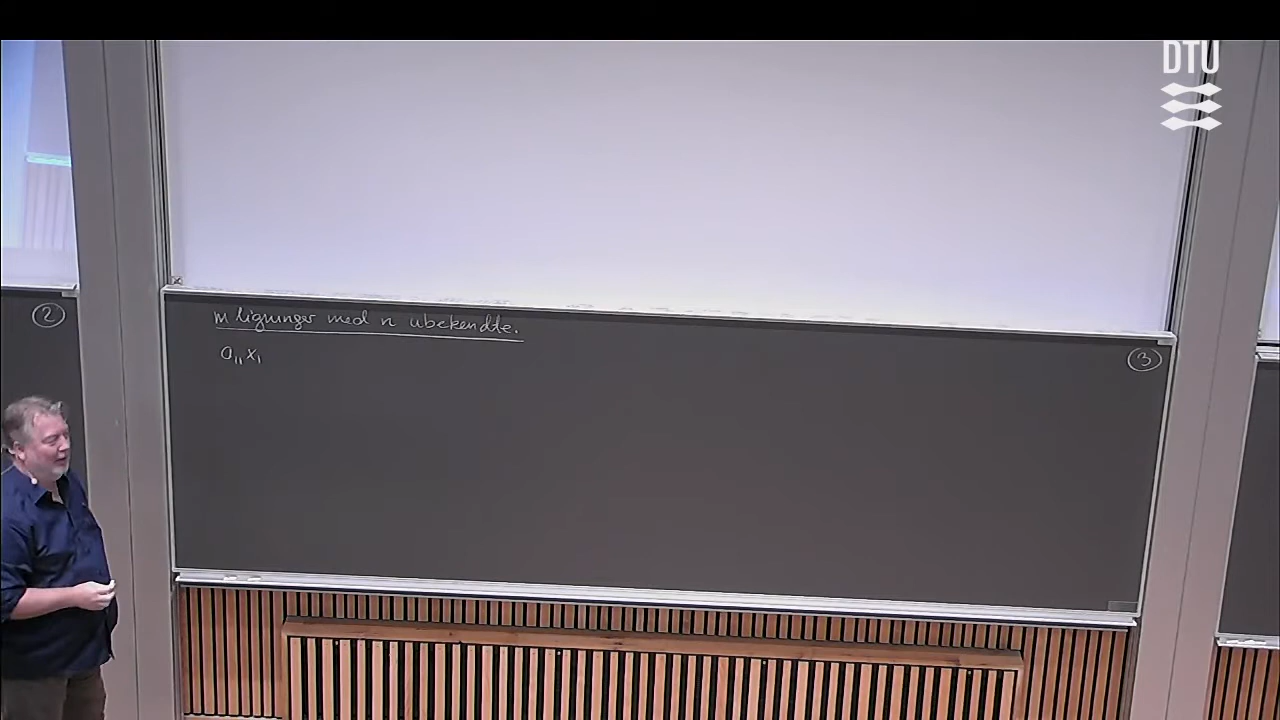 DTU
②
m ligninger med n ubekendte.
③
a₁₁x₁